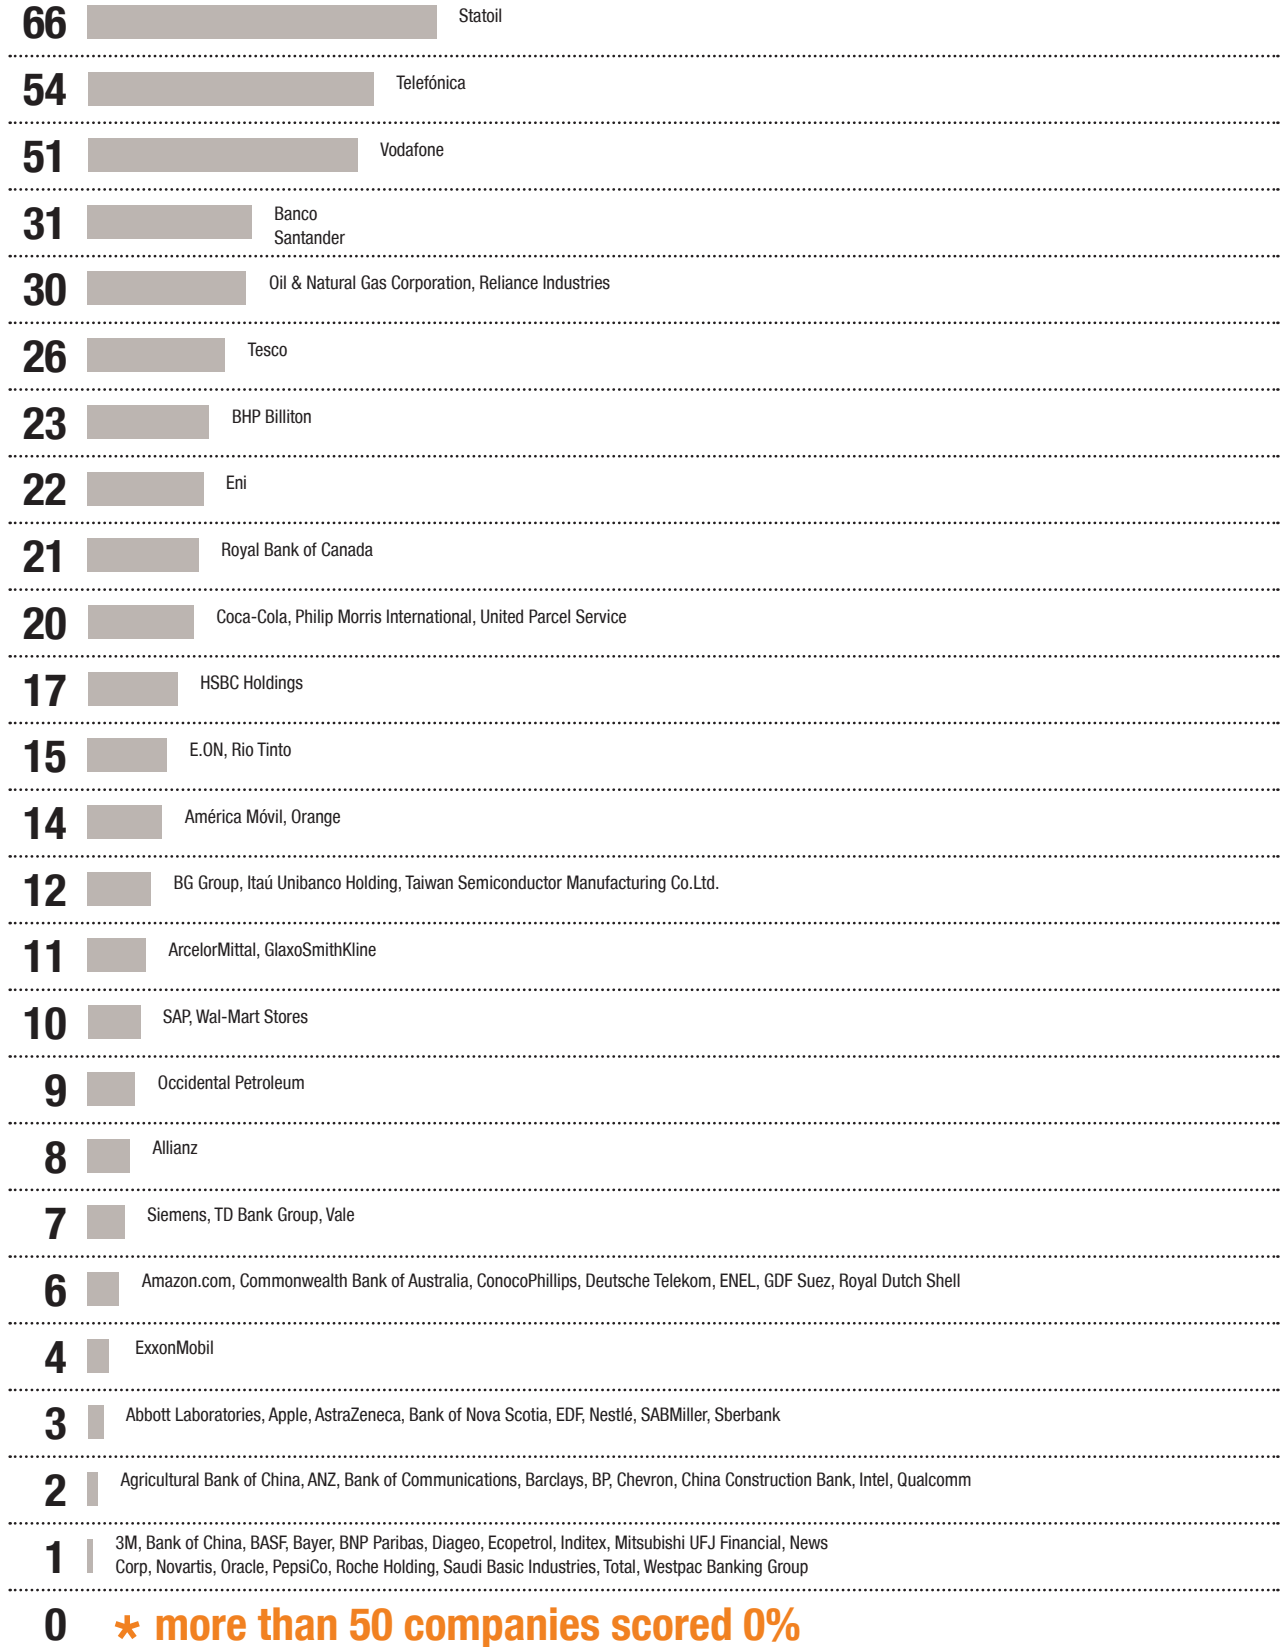 66 Statoil
54 Telefónica
51 Vodafone
31 Banco
Santander
30 Oil & Natural Gas Corporation, Reliance Industries
26 Tesco
23 BHP Billiton
22 Eni
21 Royal Bank of Canada
20 Coca-Cola, Philip Morris International, United Parcel Service
17 HSBC Holdings
15 E.ON, Rio Tinto
14 América Móvil, Orange
12 BG Group, Itaú Unibanco Holding, Taiwan Semiconductor Manufacturing Co.Ltd.
11 ArcelorMittal, GlaxoSmithKline
10 SAP, Wal-Mart Stores
9 Occidental Petroleum
8 Allianz
7 Siemens, TD Bank Group, Vale
6 Amazon.com, Commonwealth Bank of Australia, ConocoPhillips, Deutsche Telekom, ENEL, GDF Suez, Royal Dutch Shell
4 ExxonMobil
3 Abbott Laboratories, Apple, AstraZeneca, Bank of Nova Scotia, EDF, Nestlé, SABMiller, Sberbank
2 Agricultural Bank of China, ANZ, Bank of Communications, Barclays, BP, Chevron, China Construction Bank, Intel, Qualcomm
1 3M, Bank of China, BASF, Bayer, BNP Paribas, Diageo, Ecopetrol, Inditex, Mitsubishi UFJ Financial, News
Corp, Novartis, Oracle, PepsiCo, Roche Holding, Saudi Basic Industries, Total, Westpac Banking Group
0 * more than 50 companies scored 0%